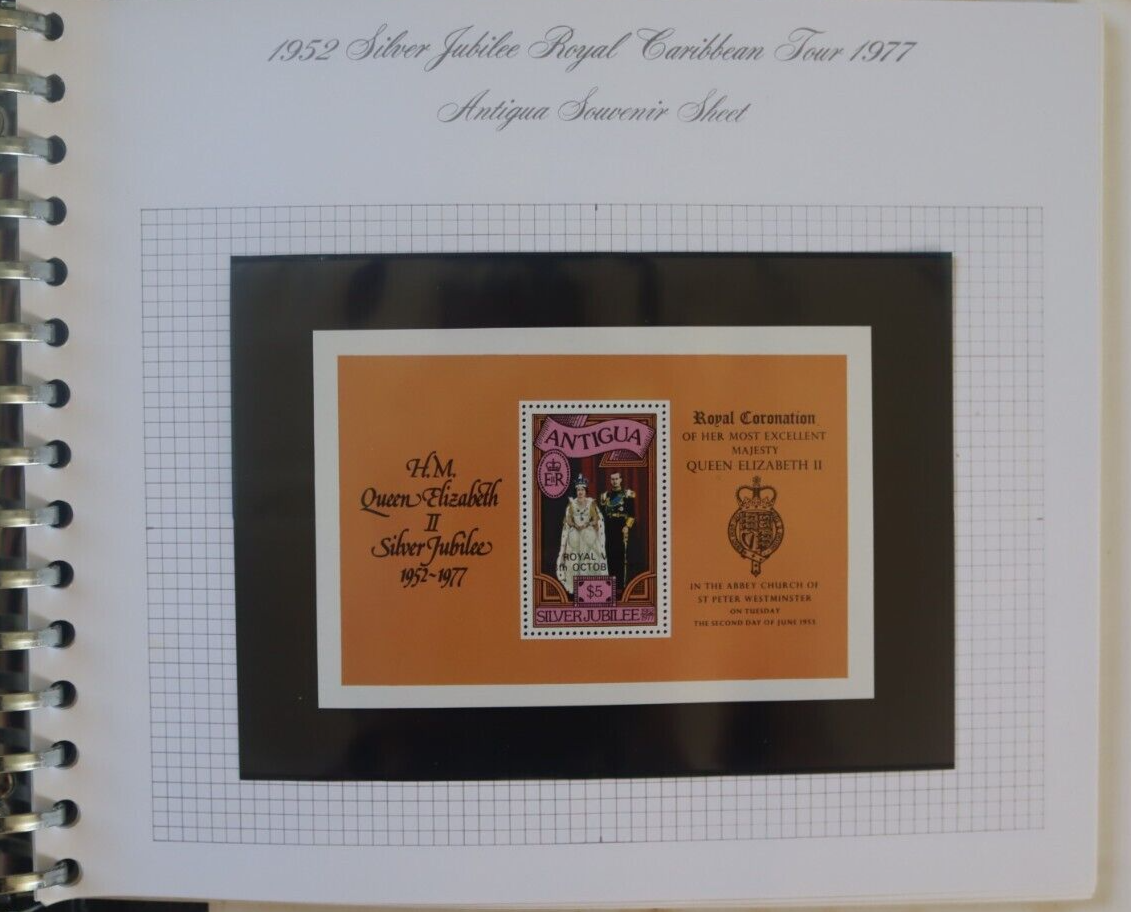 1952 Silver Jubilee Royal Caribbean Tour 1977
Antigua Souvenir Sheet
H.M.
Queen Elizabeth
II
Silver Jubilee
1952~1977
ANTIGUA
E R
ROYAL V
OCTOB
$5
SILVER JUBILEE
Royal Coronation
OF HER MOST EXCELLENT
MAJESTY
QUEEN ELIZABETH II
IN THE ABBEY CHURCH OF
ST PETER WESTMINSTER
ON TUESDAY
THE SECOND DAY OF JUNE 1953